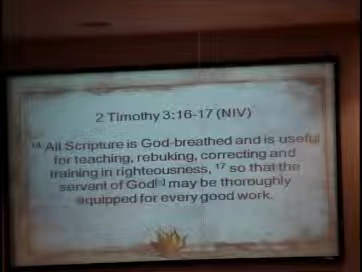 2 Timothy 3:16-17 (NIV)
16 All Scripture is God-breathed and is useful
for teaching, rebuking, correcting and
training in righteousness, 17 so that the
servant of God[a] may be thoroughly
equipped for every good work.